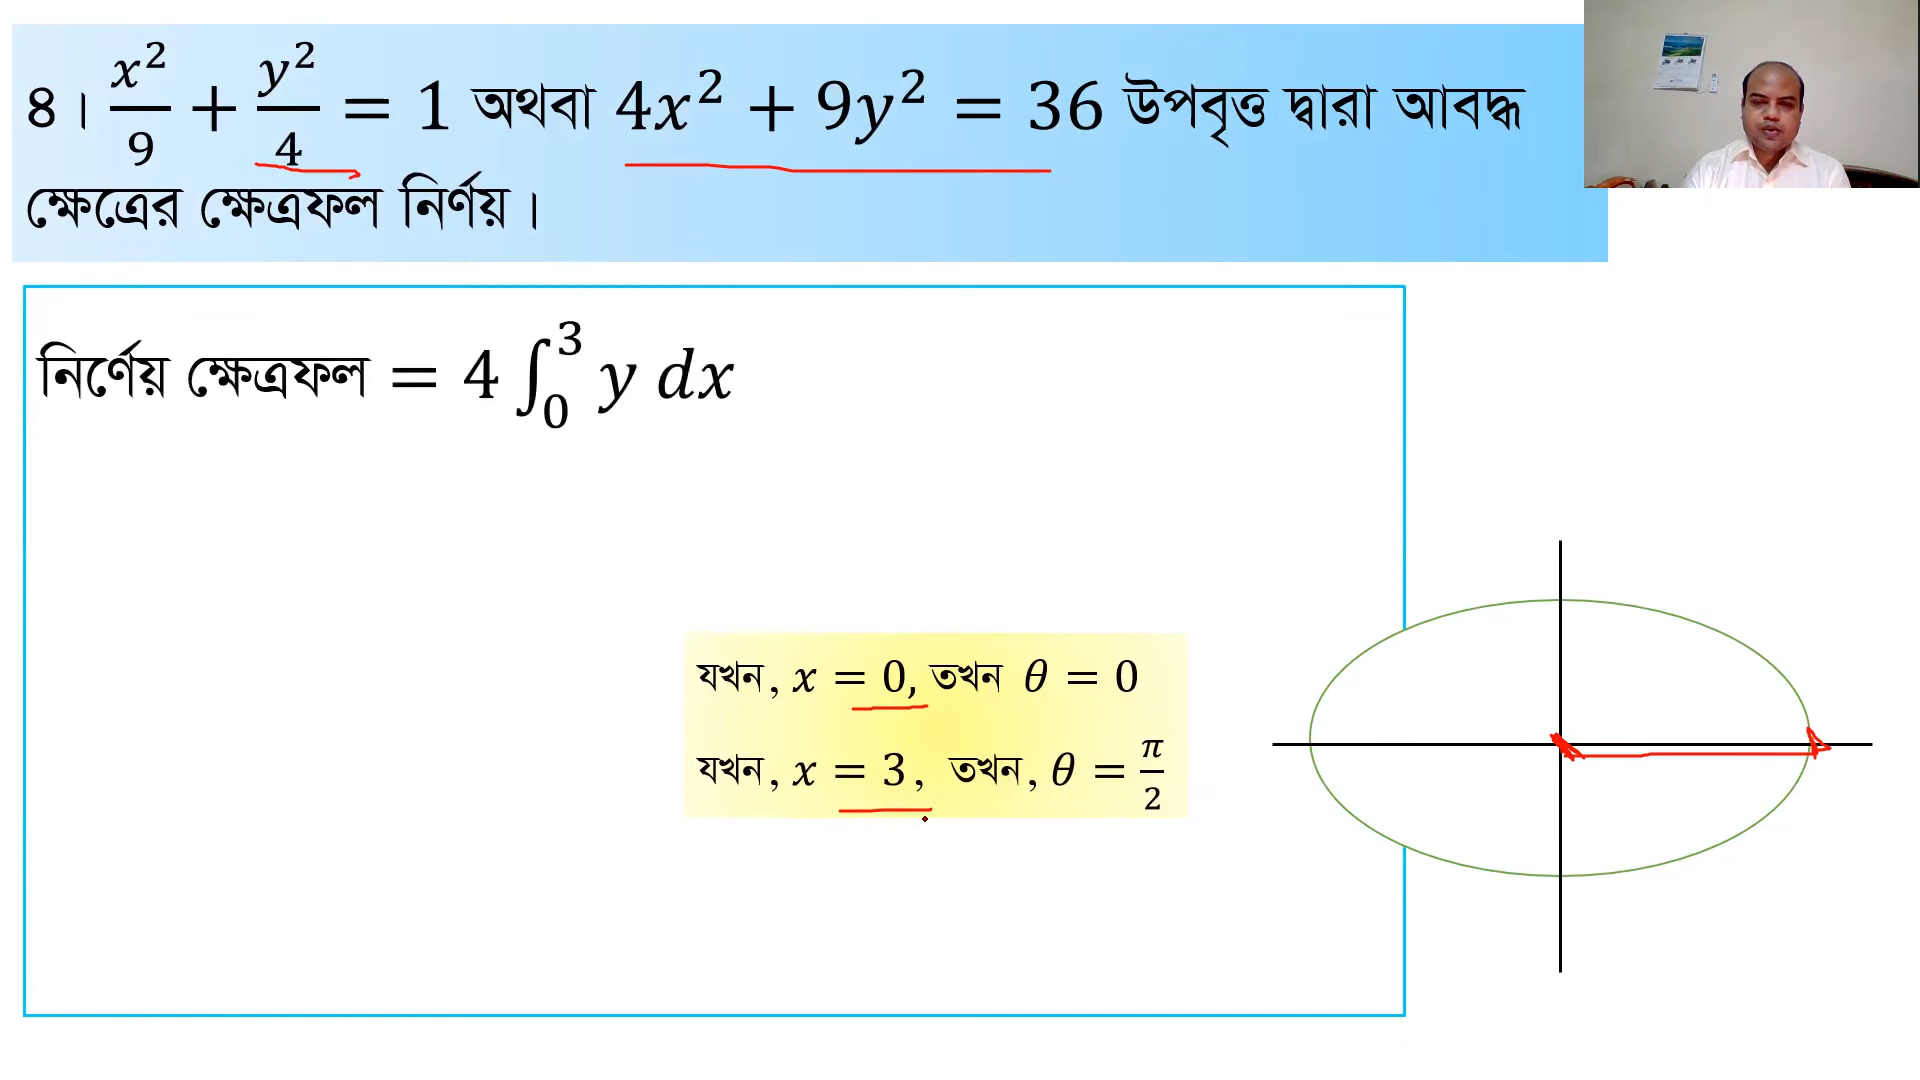 ৪। x²/9 + y²/4 = 1 অথবা 4x² + 9y² = 36 উপবৃত্ত দ্বারা আবদ্ধ
ক্ষেত্রের ক্ষেত্রফল নির্ণয়।
নির্ণেয় ক্ষেত্রফল = 4 ∫₀³ y dx
যখন, x = 0, তখন θ = 0
যখন, x = 3, তখন, θ = π/2